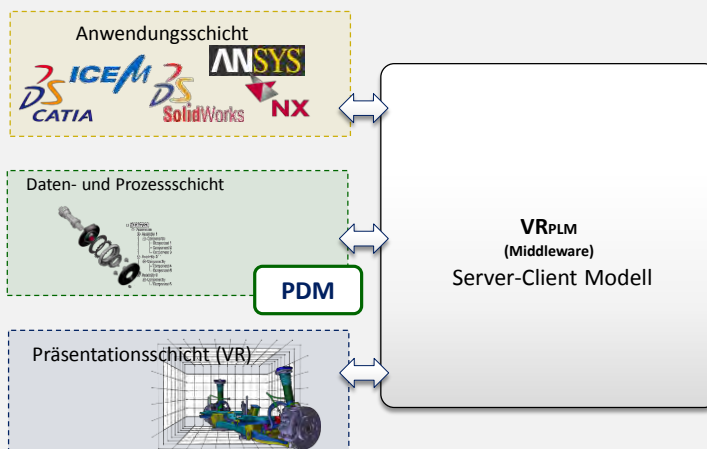 Anwendungsschicht
ANSYS
ICEM
CATIA
SolidWorks
NX
Daten- und Prozessschicht
PDM
Präsentationsschicht (VR)
VRPLM
(Middleware)
Server-Client Modell